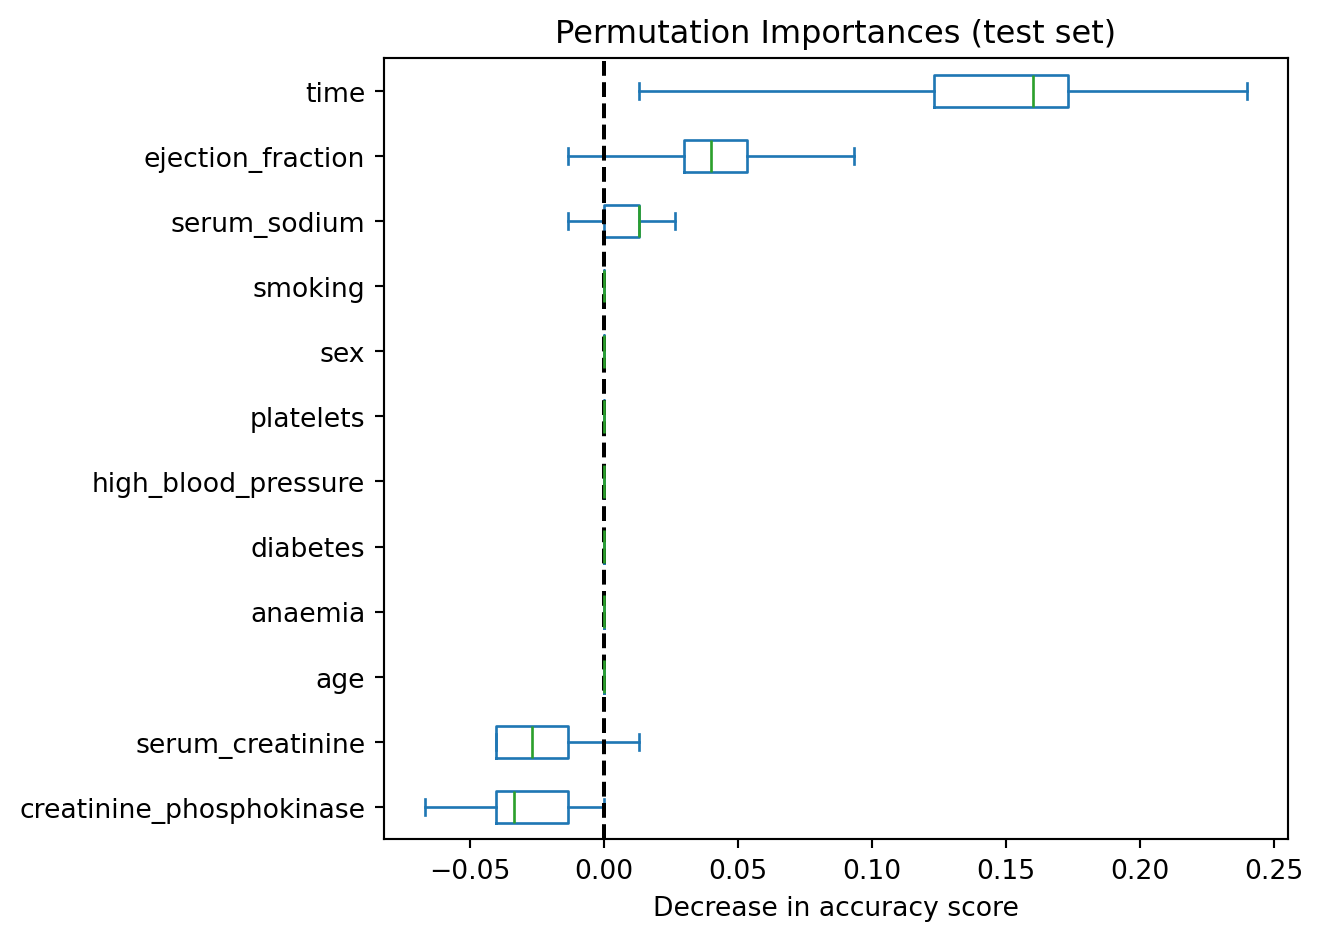 Permutation Importances (test set)
time
ejection_fraction
serum_sodium
smoking
sex
platelets
high_blood_pressure
diabetes
anaemia
age
serum_creatinine
creatinine_phosphokinase
−0.05 0.00 0.05 0.10 0.15 0.20 0.25
Decrease in accuracy score